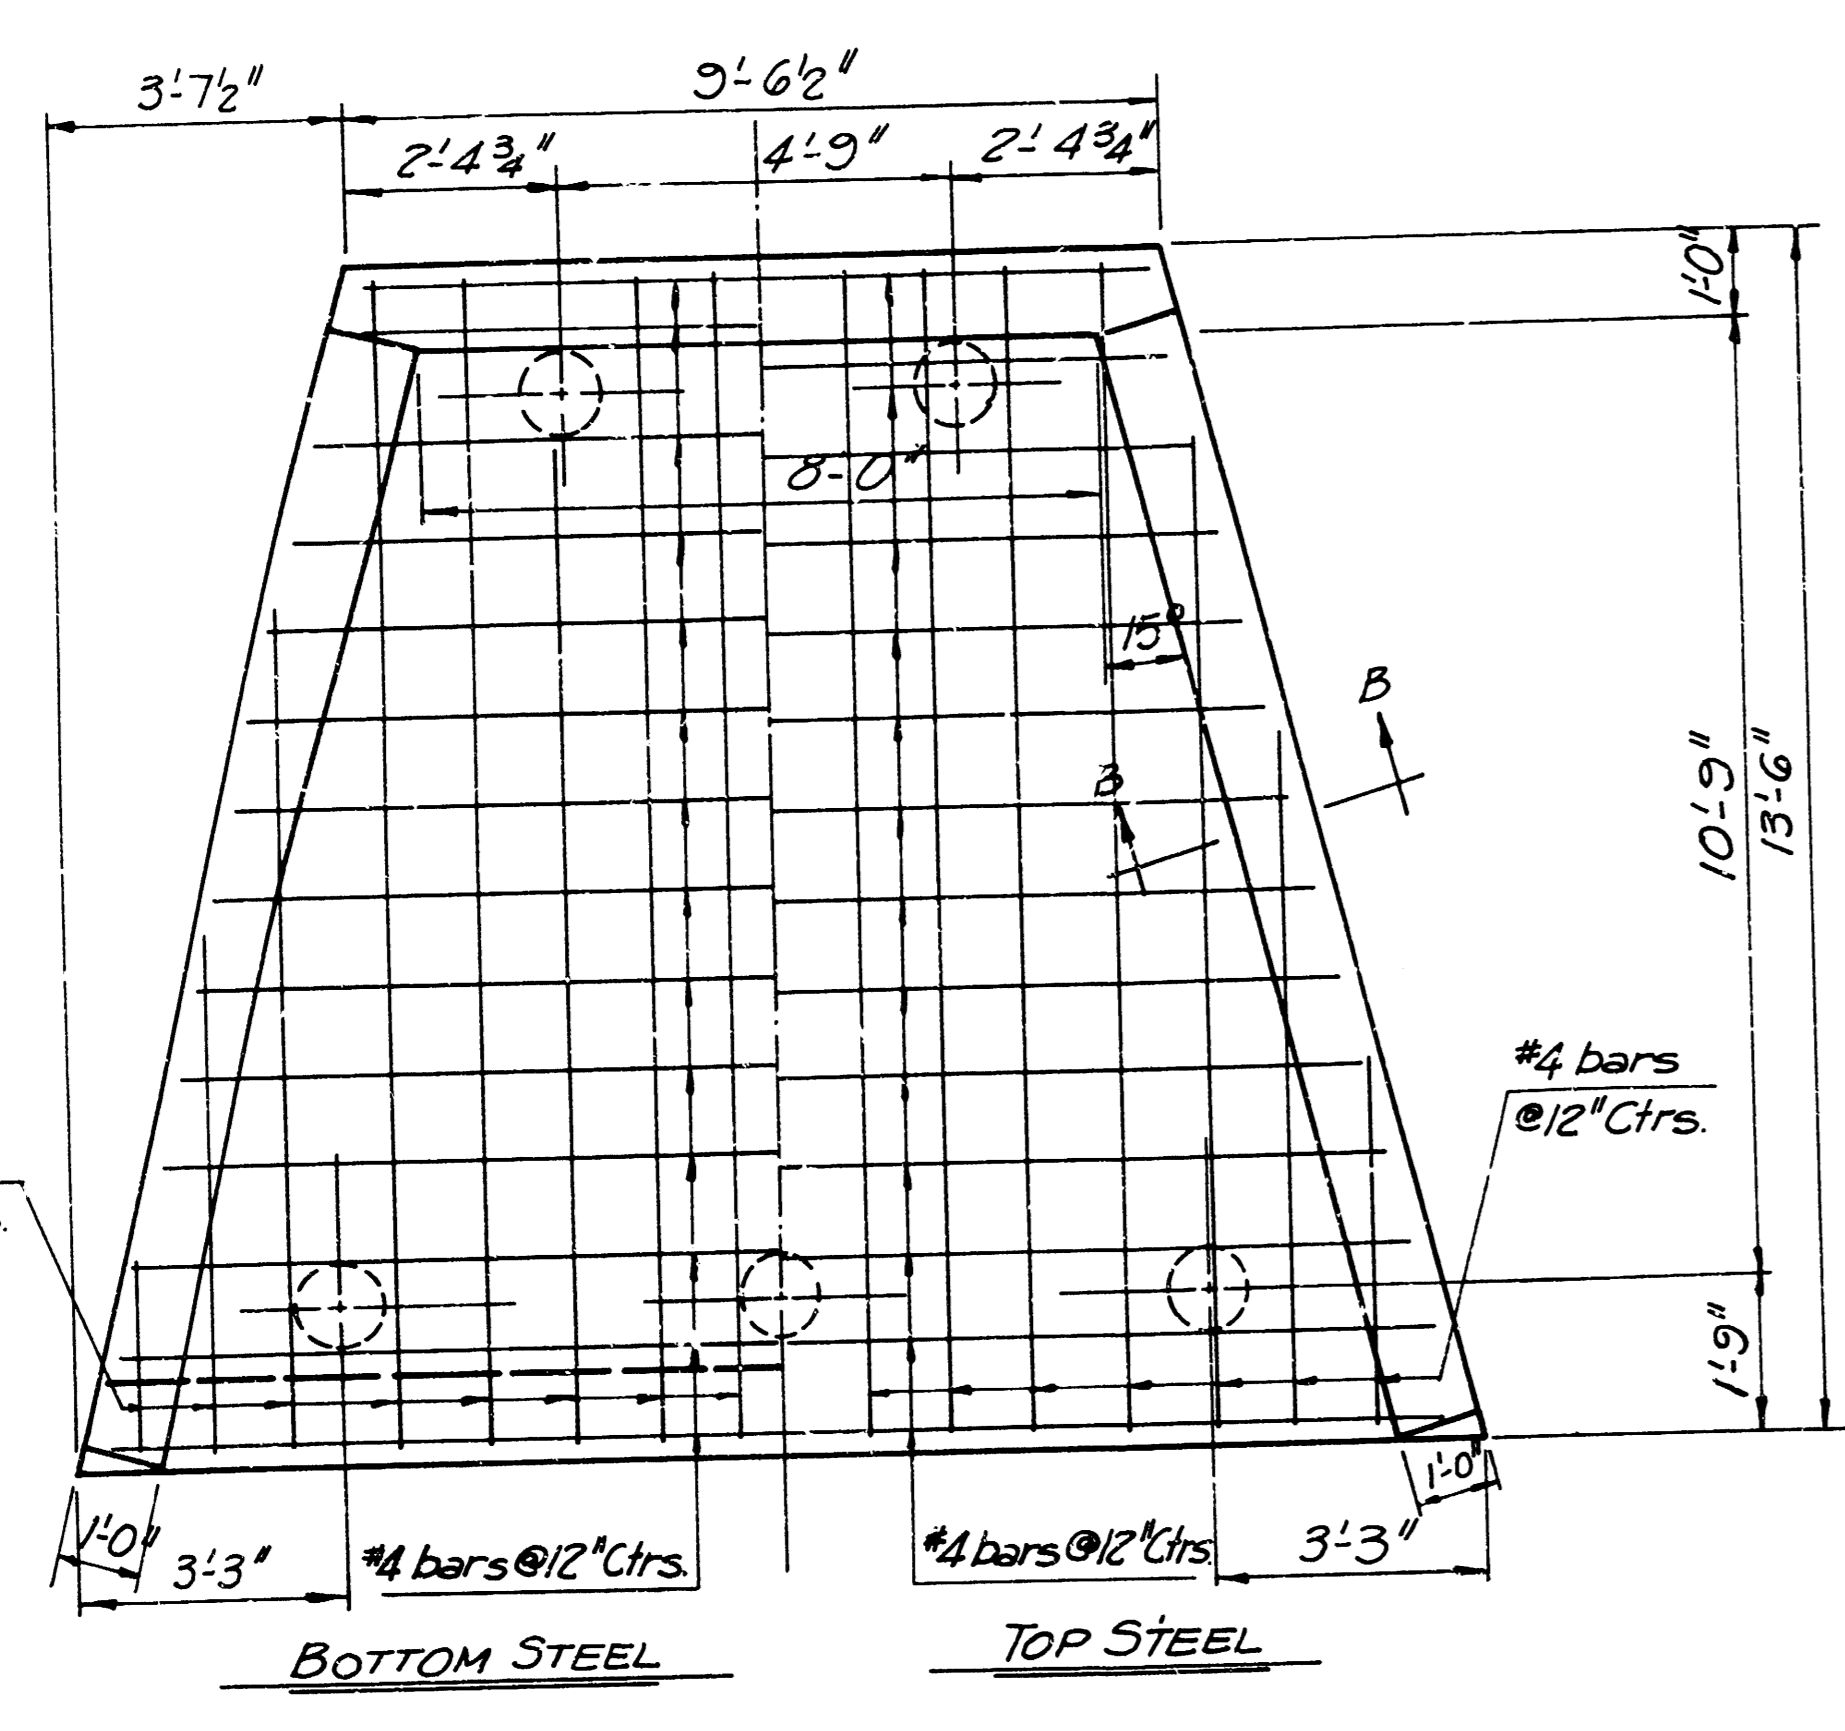 3'-7½" 9'-6½"
2'-4¾" 4'-9" 2'-4¾"
1'-0"
8'-0"
15°
B
B
10'-9"
13'-6"
#4 bars
@12" Ctrs.
1'-9"
1'-0"
1'-0"
3'-3"
#4 bars @12" Ctrs.
#4 bars @12" Ctrs.
3'-3"
BOTTOM STEEL
TOP STEEL